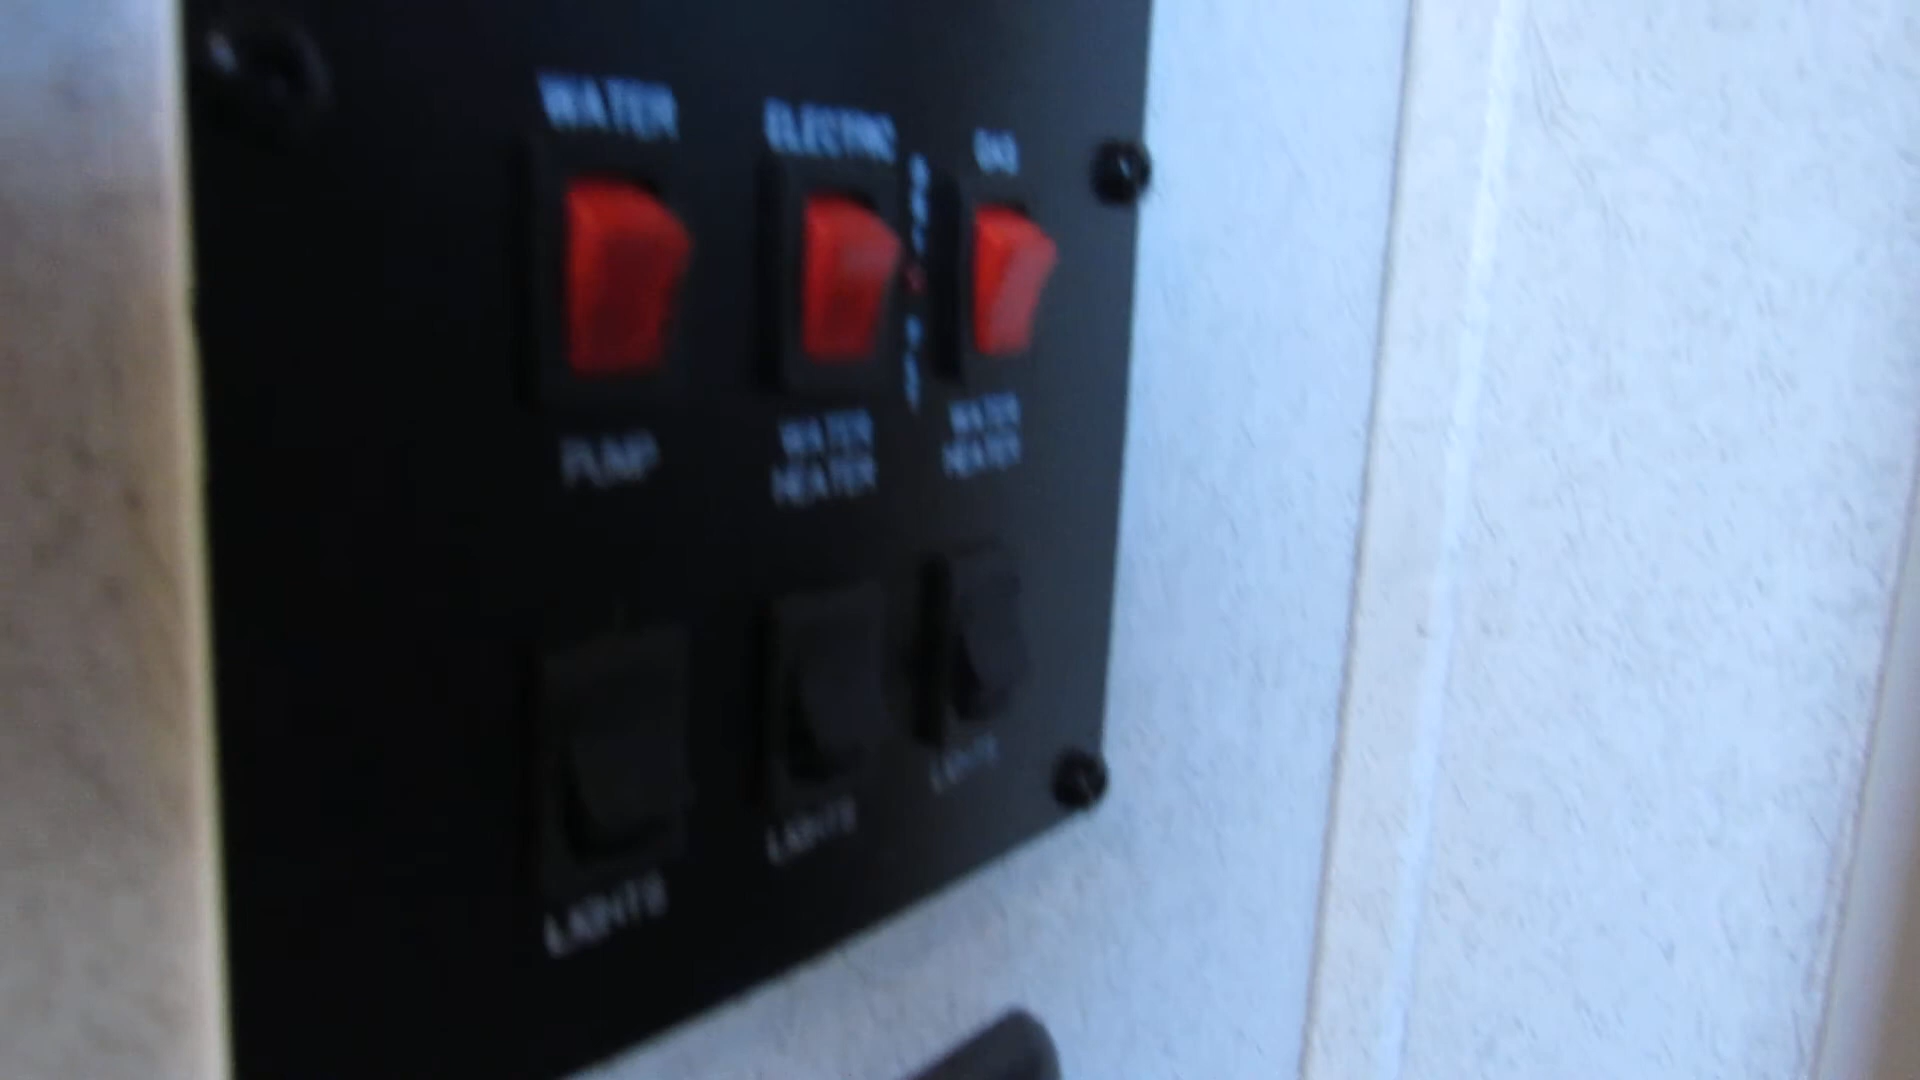 WATER
ELECTRIC
GAS
PUMP
WATER
HEATER
WATER
HEATER
LIGHTS
LIGHTS
LIGHTS